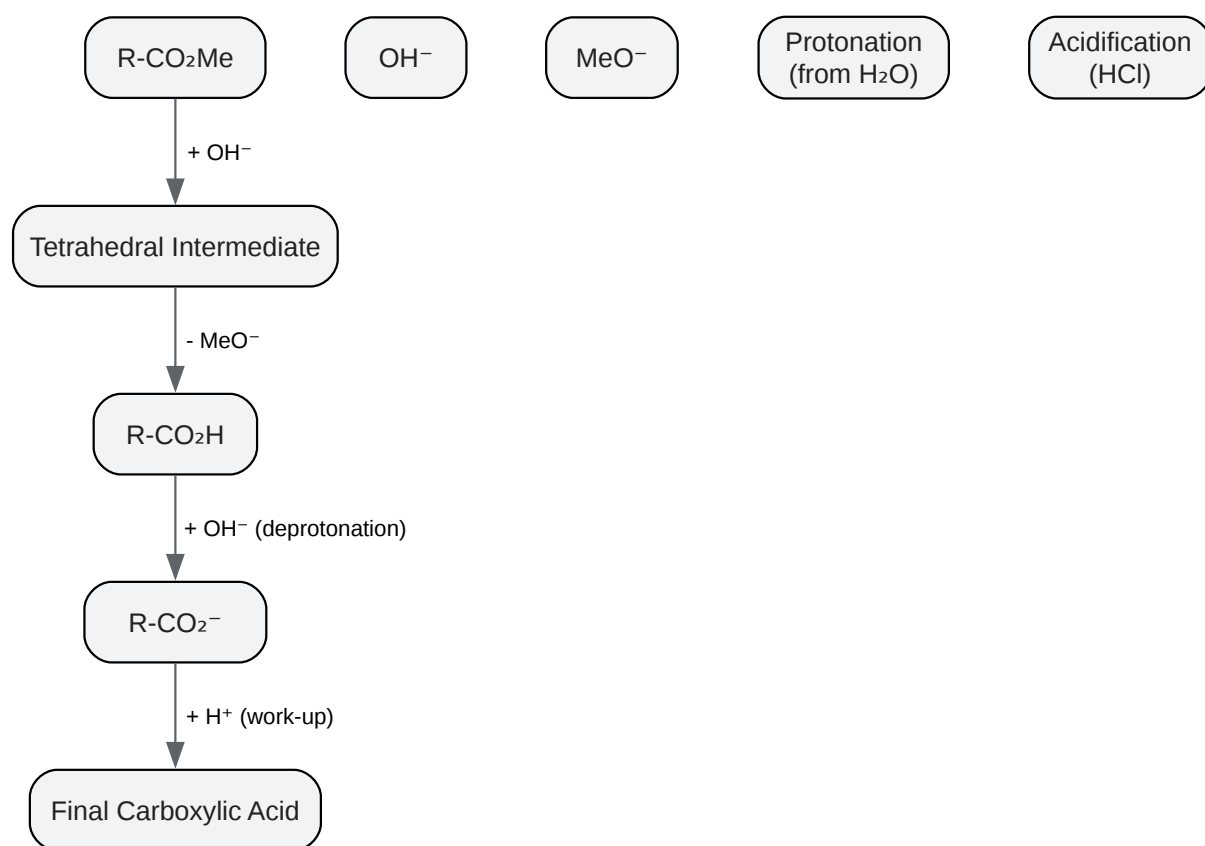 R-CO₂Me
OH⁻
MeO⁻
Protonation
(from H₂O)
Acidification
(HCl)
+ OH⁻
Tetrahedral Intermediate
- MeO⁻
R-CO₂H
+ OH⁻ (deprotonation)
R-CO₂⁻
+ H⁺ (work-up)
Final Carboxylic Acid